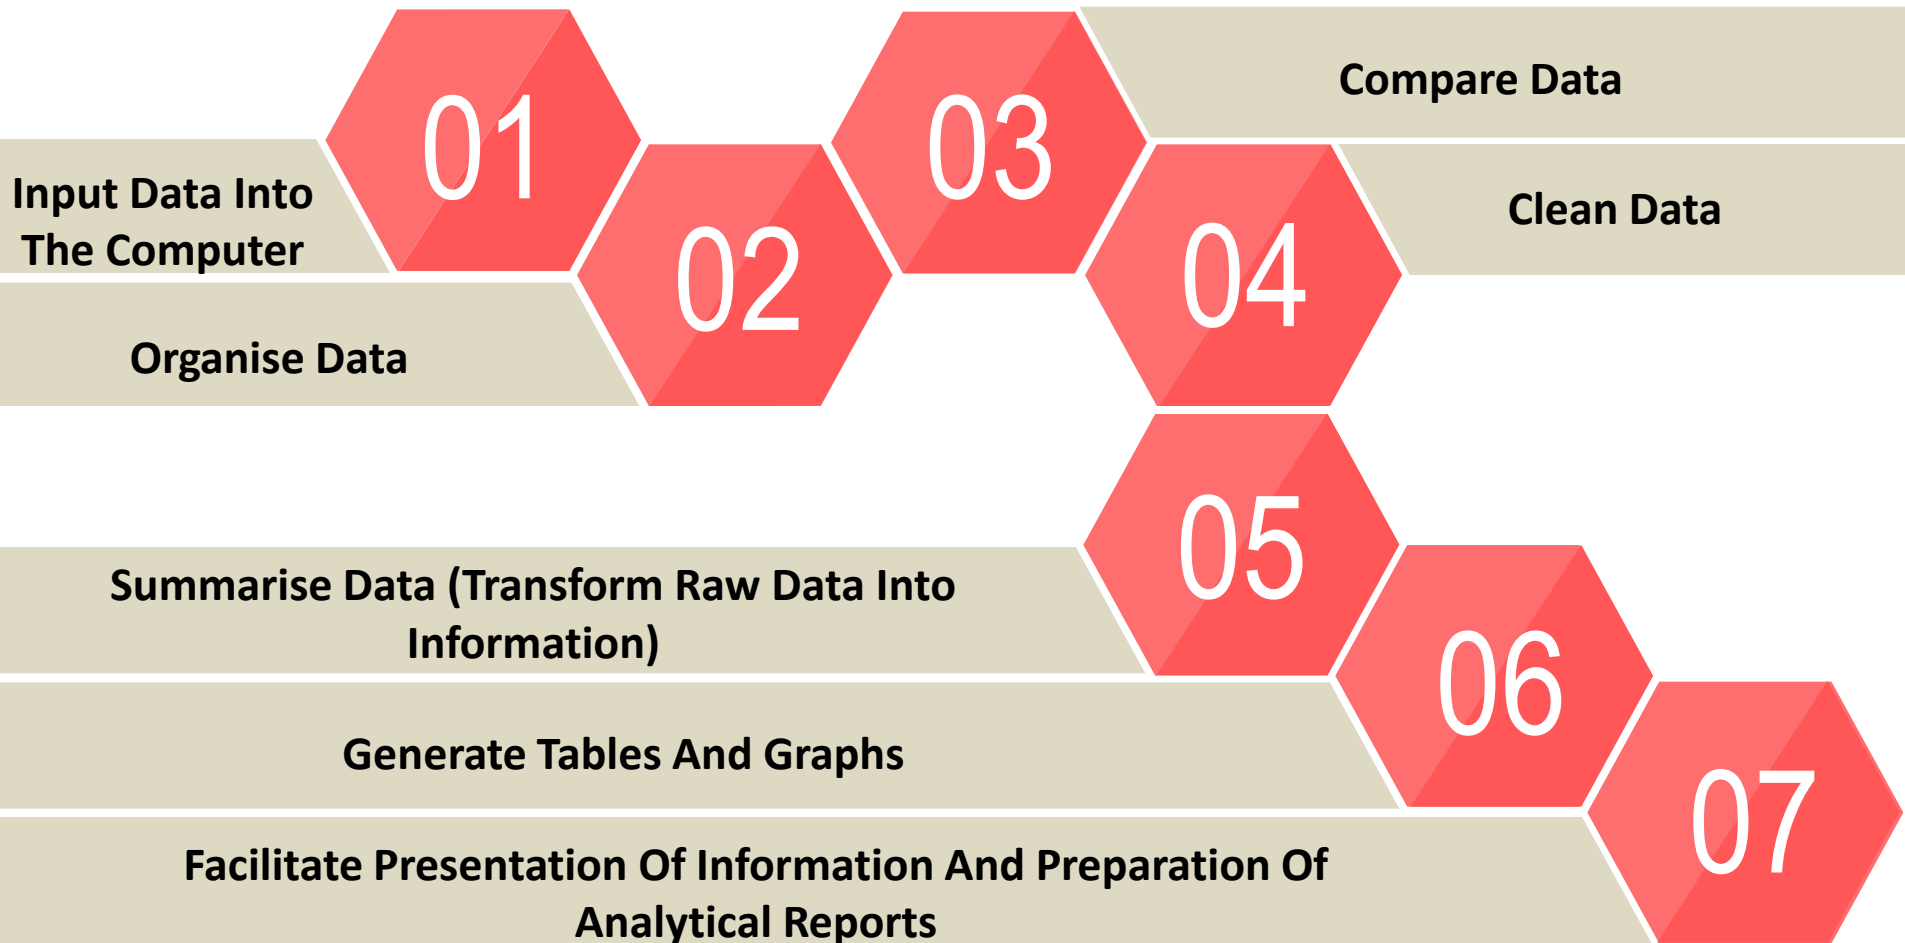 01
Input Data Into
The Computer
02
Organise Data
03
Compare Data
04
Clean Data
05
Summarise Data (Transform Raw Data Into
Information)
06
Generate Tables And Graphs
07
Facilitate Presentation Of Information And Preparation Of
Analytical Reports